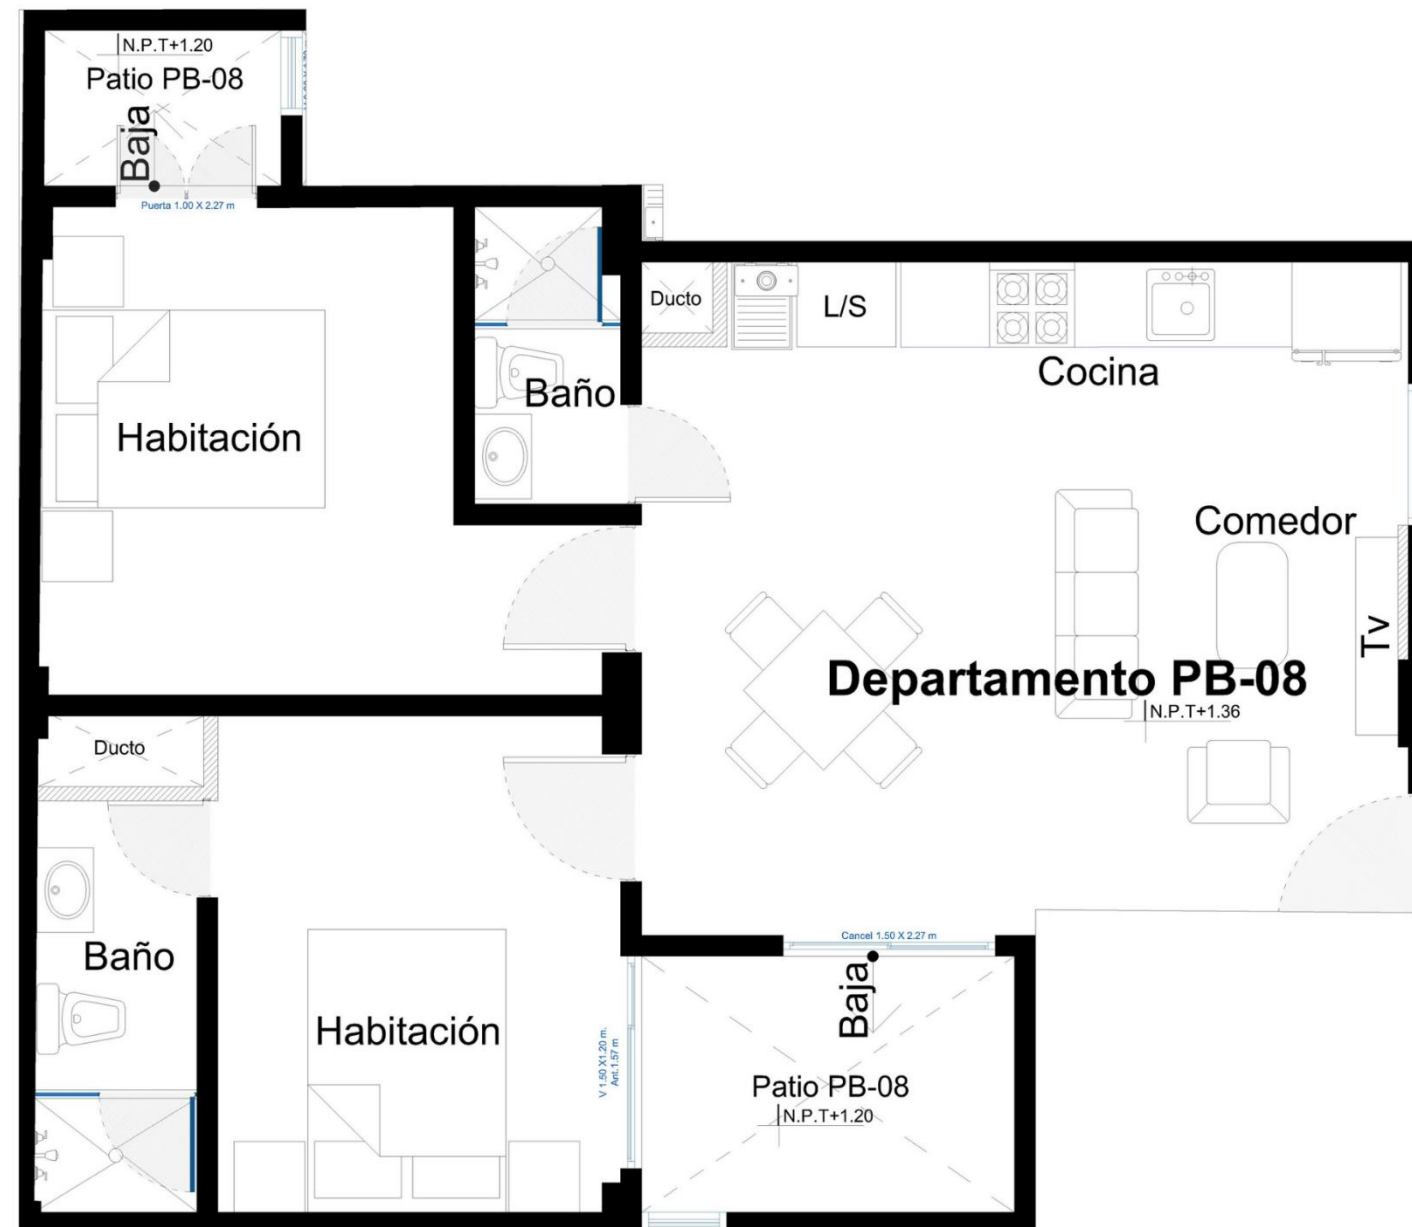 N.P.T+1.20
Patio PB-08
Baja
Puerta 1.00 X 2.27 m
Ducto
L/S
Cocina
Baño
Habitación
Comedor
Tv
Departamento PB-08
N.P.T+1.36
Ducto
Baño
Habitación
Cancel 1.50 X 2.27 m
Baja
V 1.50 X1.20 m.
Ant.1.57 m
Patio PB-08
N.P.T+1.20